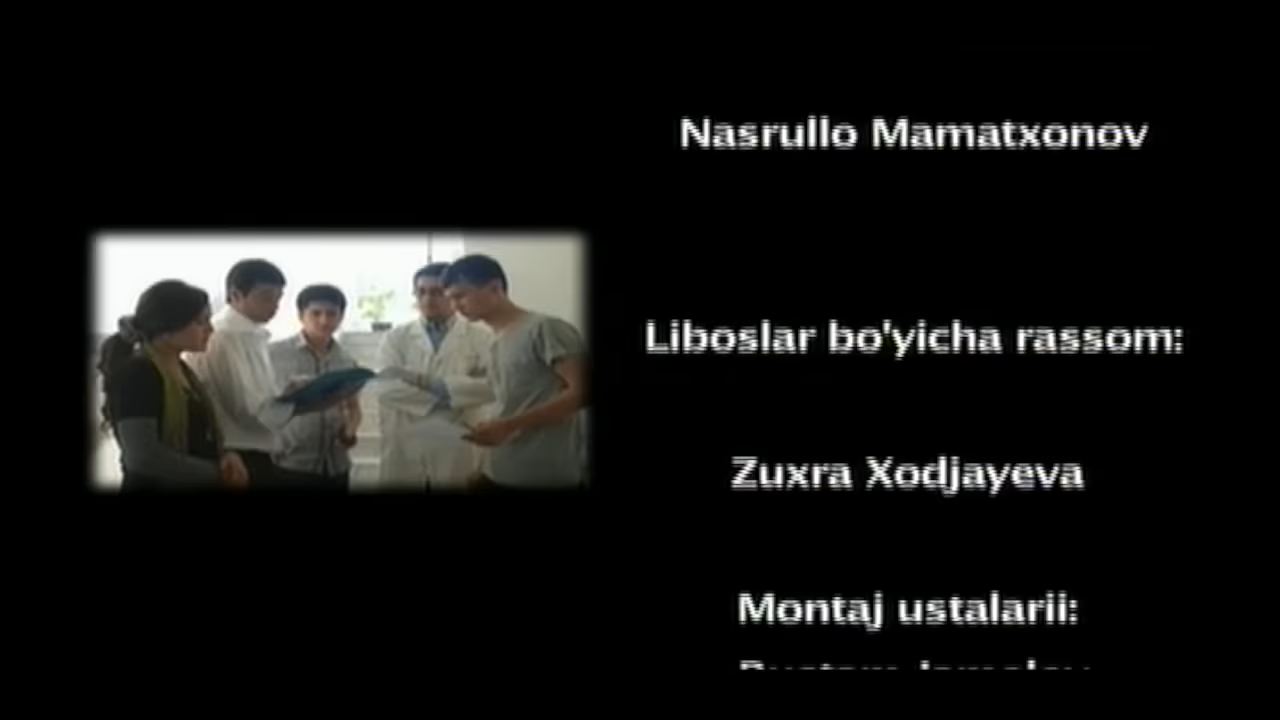 Nasrullo Mamatxonov
Liboslar bo'yicha rassom:
Zuxra Xodjayeva
Montaj ustalarii: